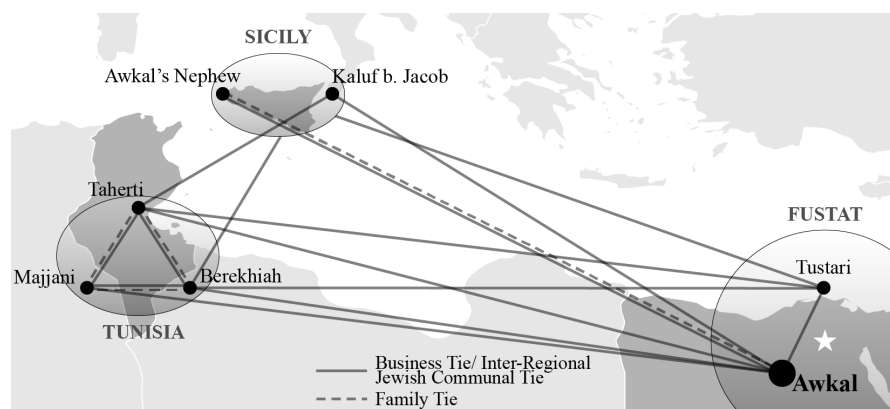 SICILY
Awkal's Nephew
Kaluf b. Jacob
Taherti
FUSTAT
Tustari
Majjani
Berekhiah
TUNISIA
Business Tie/ Inter-Regional
Jewish Communal Tie
Family Tie
Awkal